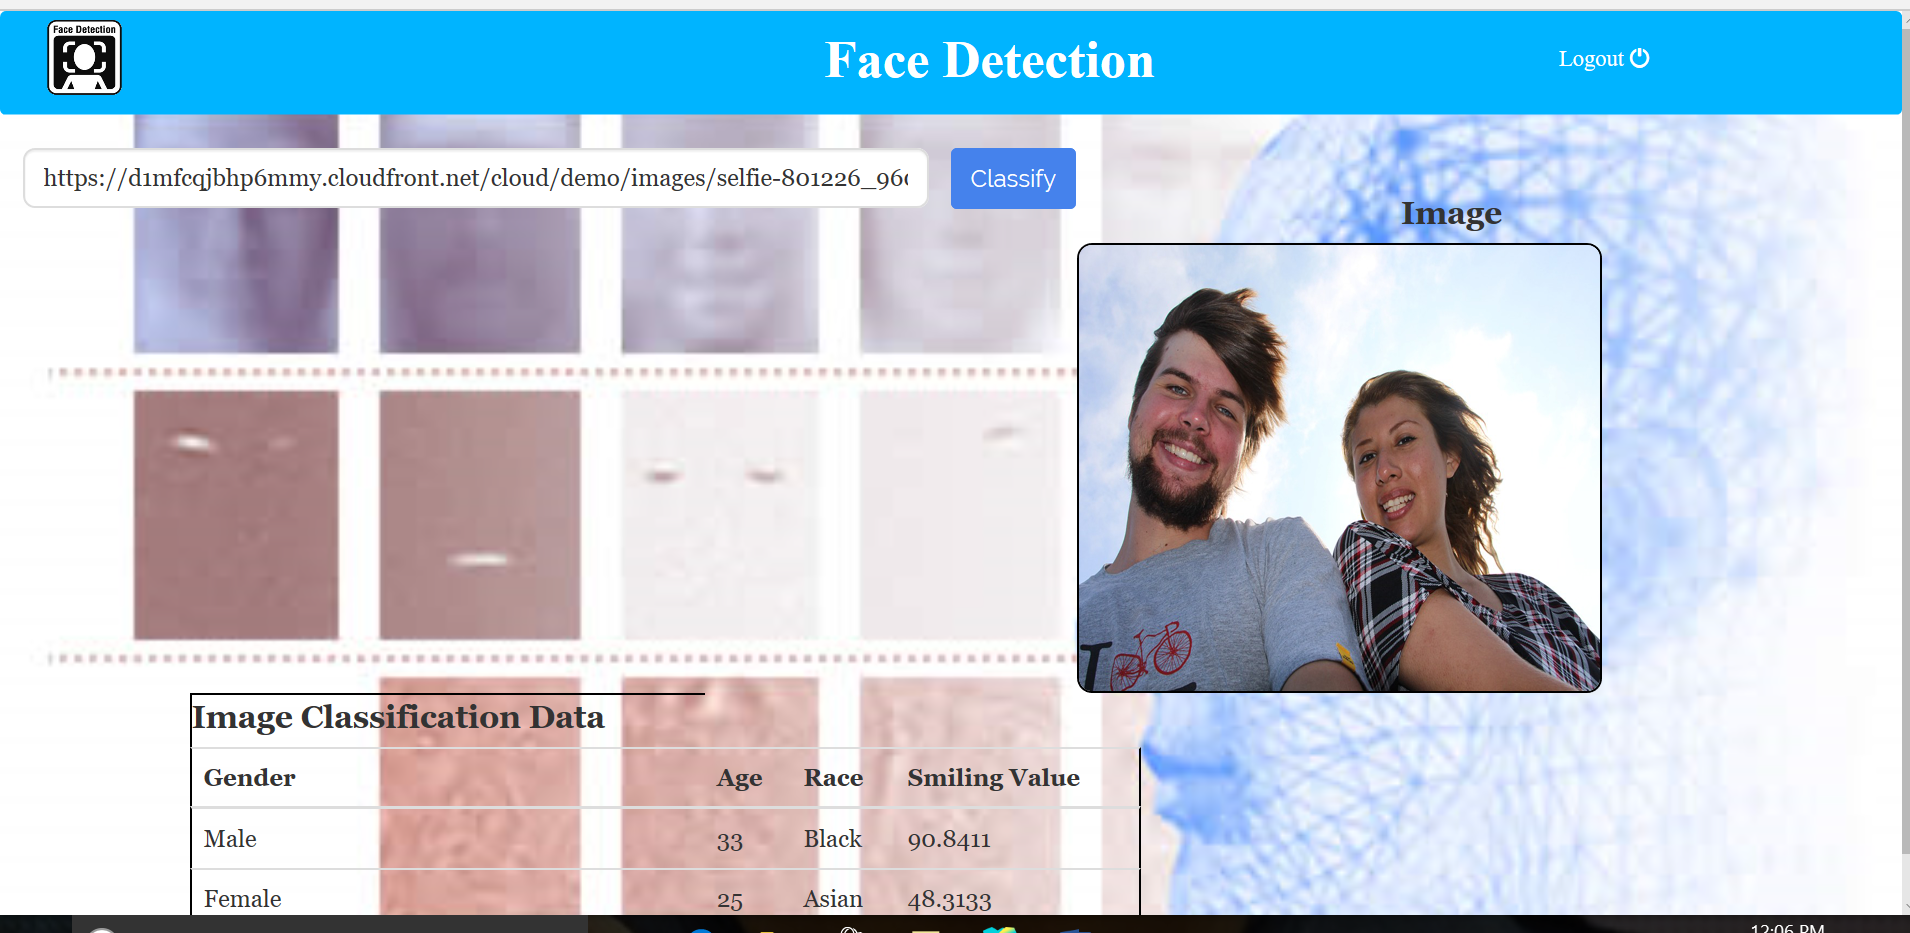 Face Detection
Face Detection
Logout
https://d1mfcqjbhp6mmy.cloudfront.net/cloud/demo/images/selfie-801226_960
Classify
Image
I
Image Classification Data
Gender Age Race Smiling Value
Male 33 Black 90.8411
Female 25 Asian 48.3133
12:06 PM